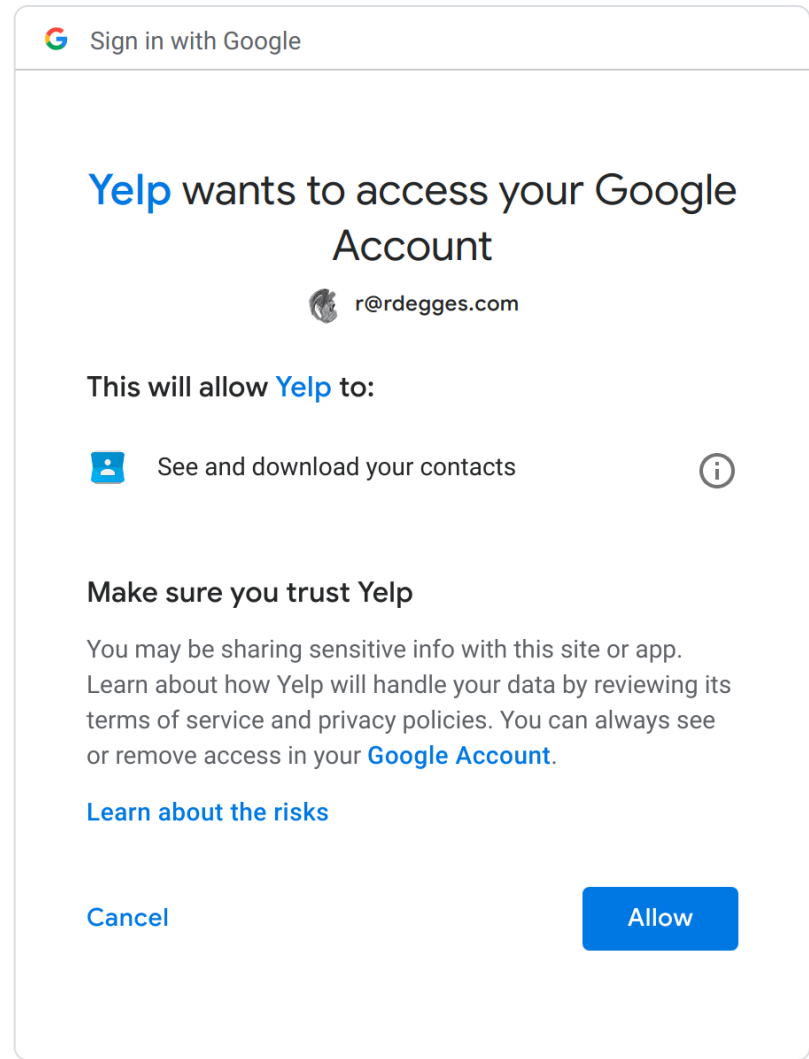 Sign in with Google
Yelp wants to access your Google
Account
r@rdegges.com
This will allow Yelp to:
See and download your contacts
Make sure you trust Yelp
You may be sharing sensitive info with this site or app.
Learn about how Yelp will handle your data by reviewing its
terms of service and privacy policies. You can always see
or remove access in your Google Account.
Learn about the risks
Cancel
Allow